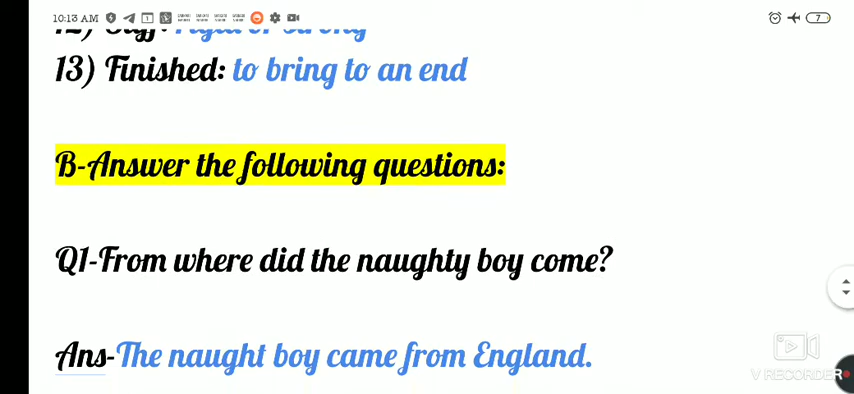 10:13 AM
7
13) Finished: to bring to an end
B-Answer the following questions:
Q1-From where did the naughty boy come?
Ans-The naught boy came from England.
V RECORDER